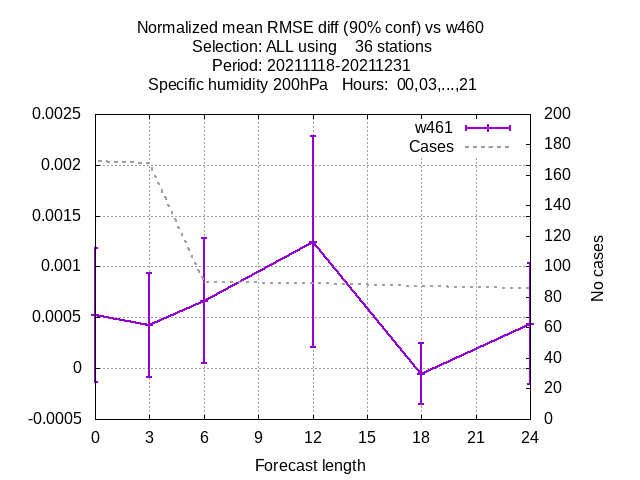 Normalized mean RMSE diff (90% conf) vs w460
Selection: ALL using    36 stations
Period: 20211118-20211231
Specific humidity 200hPa   Hours:  00,03,...,21
w461
Cases
0.0025
0.002
0.0015
0.001
0.0005
0
-0.0005
200
180
160
140
120
100
80
60
40
20
0
No cases
0 3 6 9 12 15 18 21 24
Forecast length